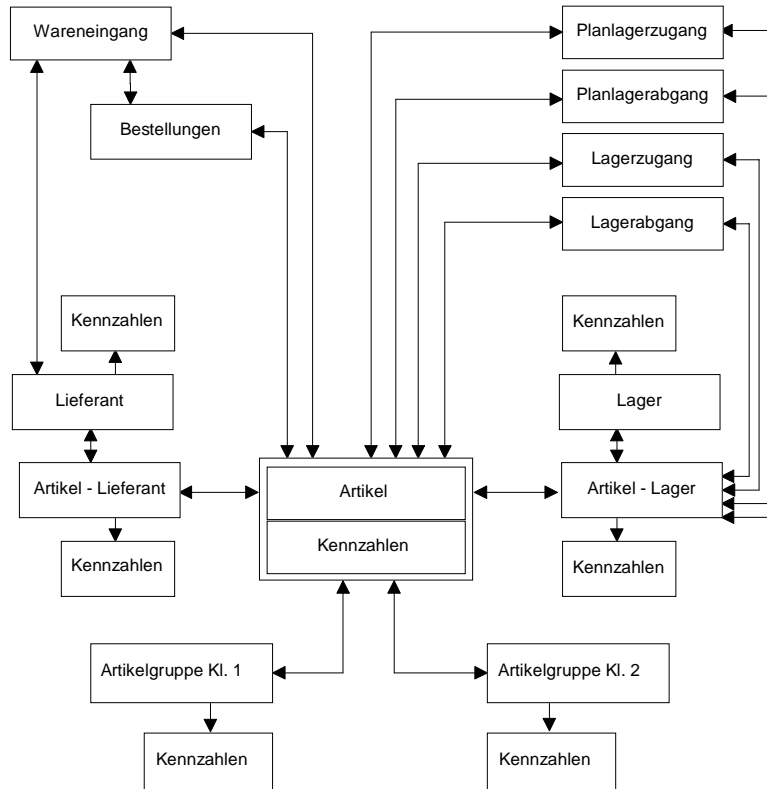 Wareneingang
Planlagerzugang
Planlagerabgang
Bestellungen
Lagerzugang
Lagerabgang
Kennzahlen
Kennzahlen
Lieferant
Lager
Artikel - Lieferant
Artikel
Artikel - Lager
Kennzahlen
Kennzahlen
Kennzahlen
Artikelgruppe Kl. 1
Artikelgruppe Kl. 2
Kennzahlen
Kennzahlen